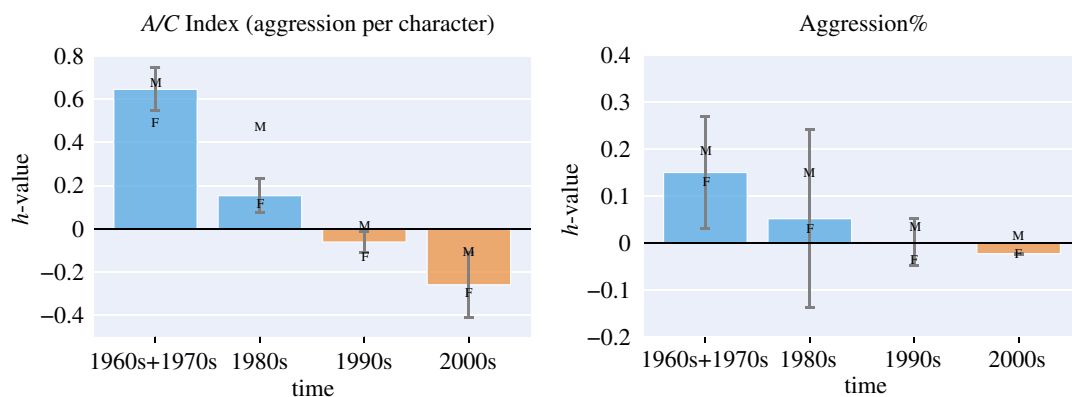 A/C Index (aggression per character)
0.8
0.6
0.4
0.2
0
−0.2
−0.4
h-value
M
F
M
F
M
F
M
F
1960s+1970s 1980s 1990s 2000s
time
Aggression%
0.4
0.3
0.2
0.1
0
−0.1
−0.2
h-value
M
F
M
F
M
F
M
F
1960s+1970s 1980s 1990s 2000s
time